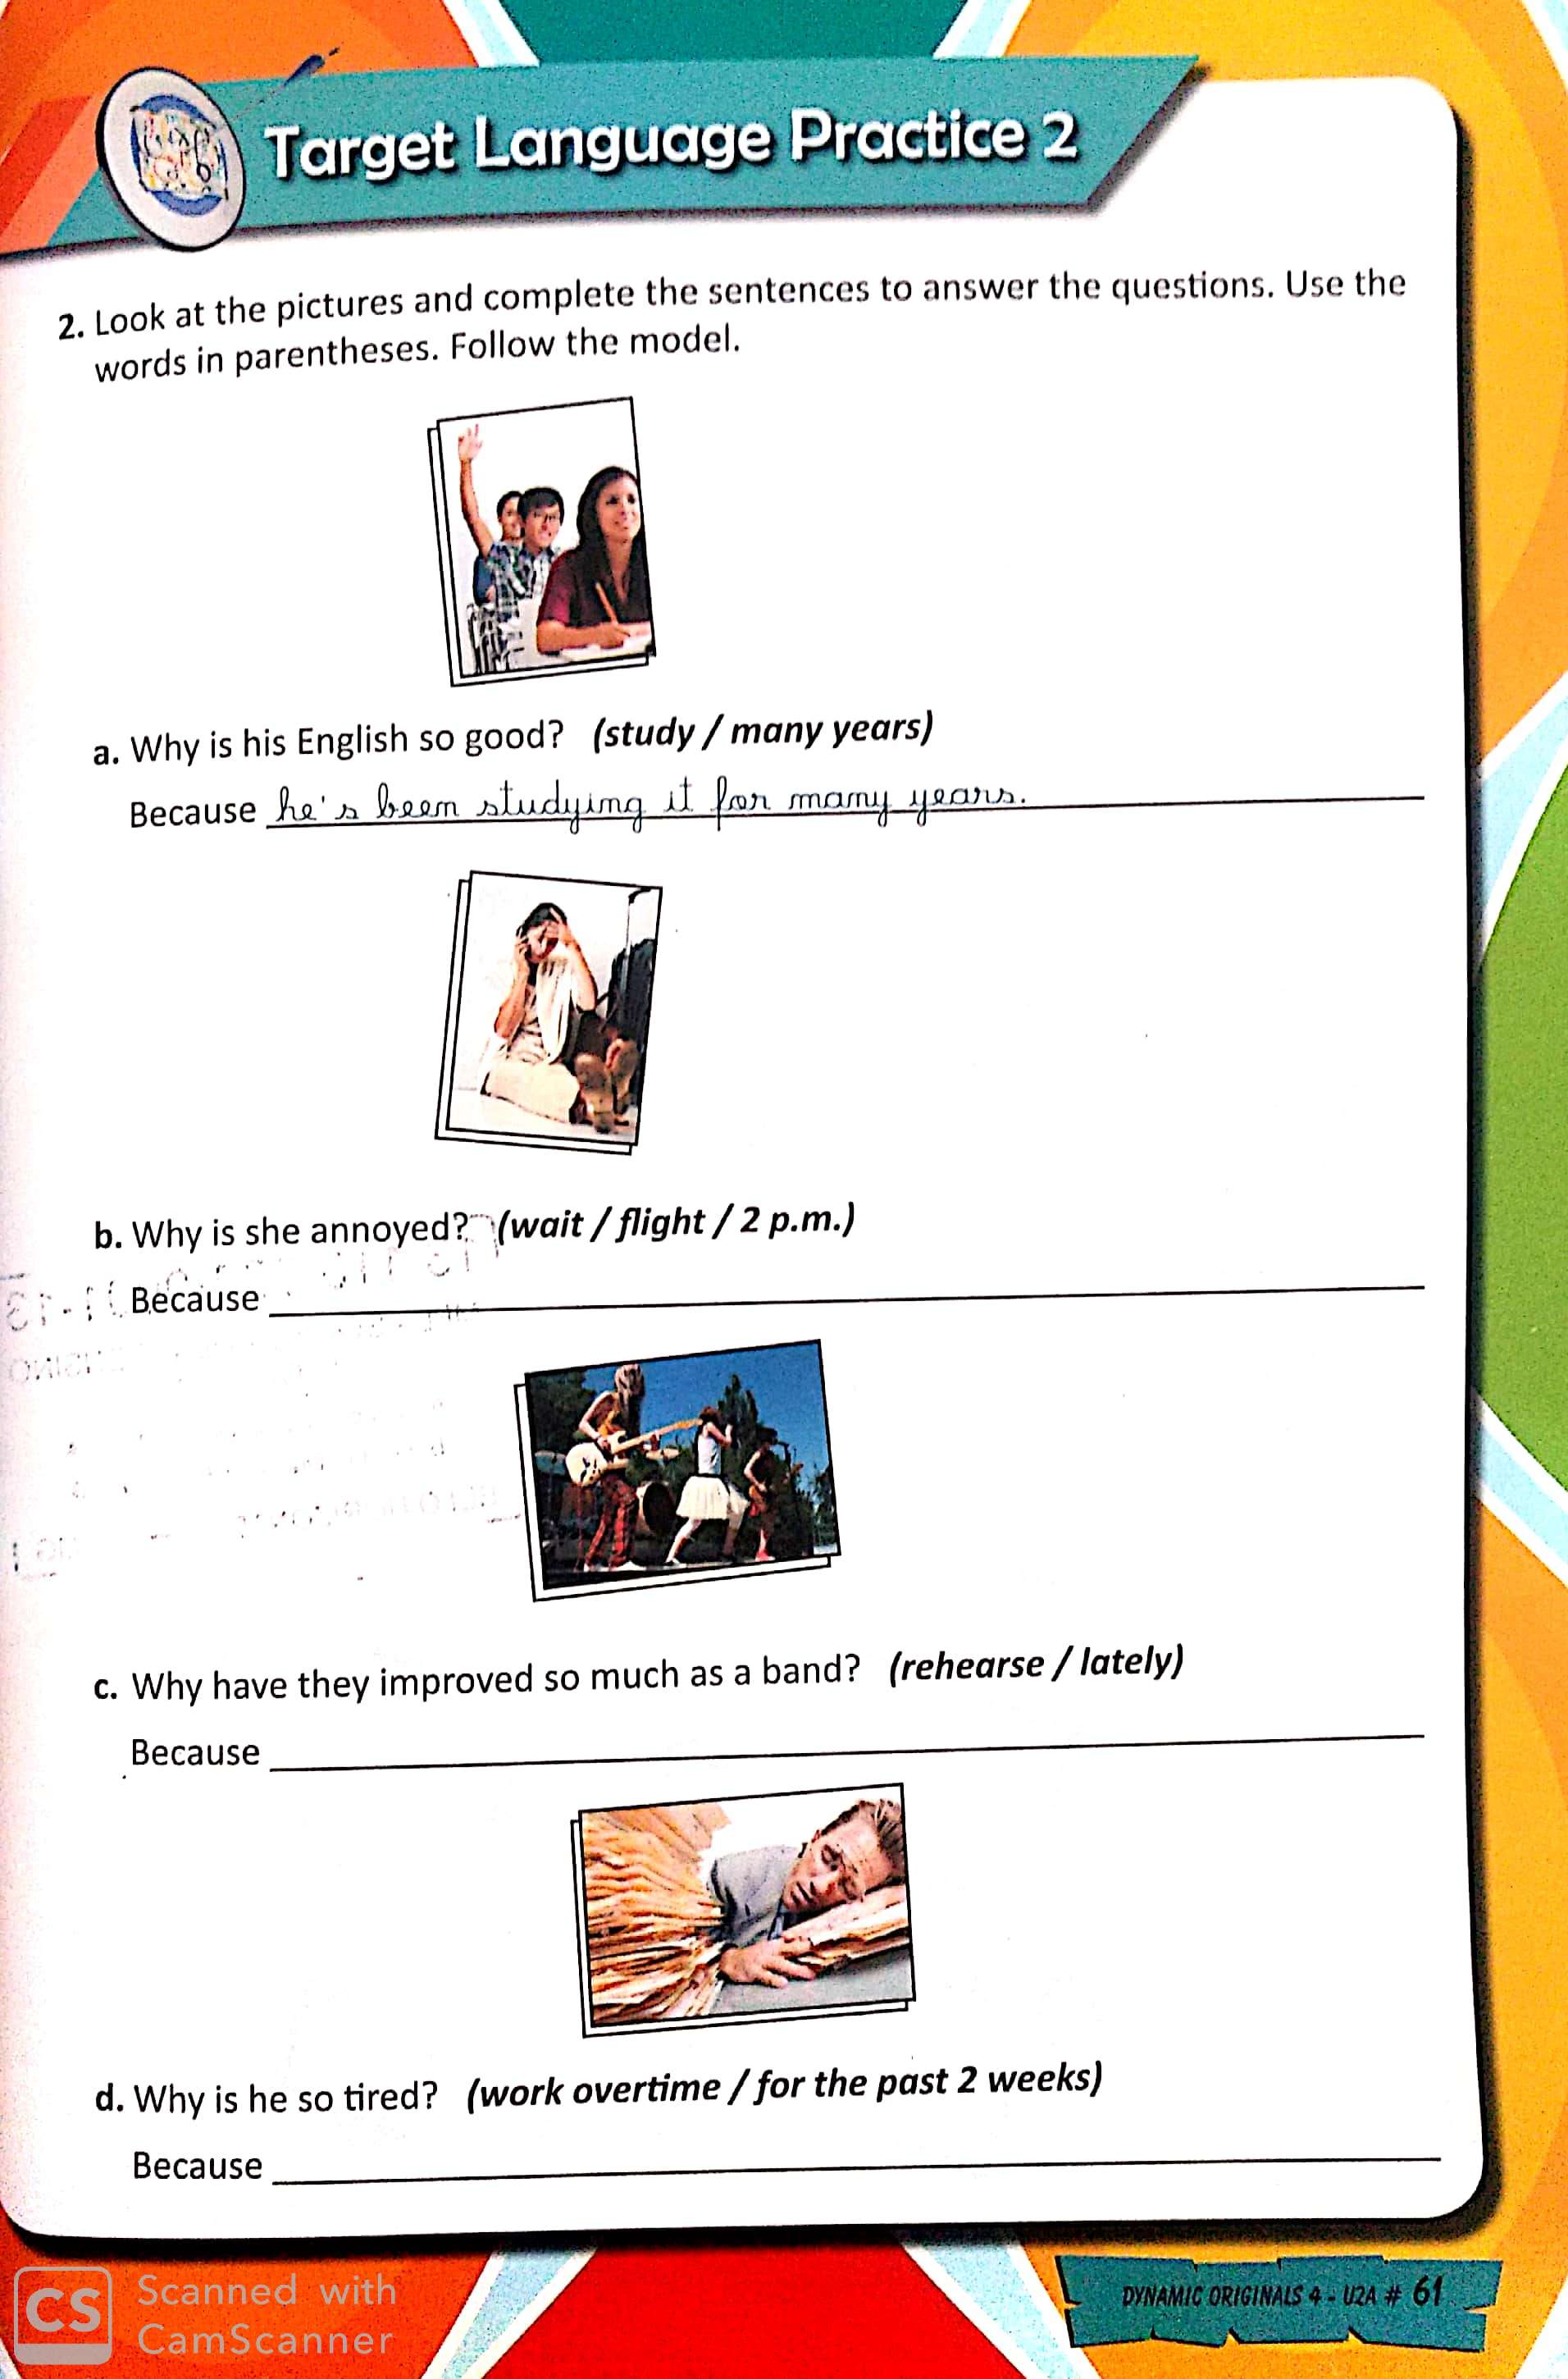 Target Language Practice 2
2. Look at the pictures and complete the sentences to answer the questions. Use the
words in parentheses. Follow the model.
a. Why is his English so good? (study / many years)
Because he's been studying it for many years.
b. Why is she annoyed? (wait / flight / 2 p.m.)
Because
c. Why have they improved so much as a band? (rehearse / lately)
Because
d. Why is he so tired? (work overtime / for the past 2 weeks)
Because
DYNAMIC ORIGINALS 4 - U2A # 61
CS Scanned with
CamScanner